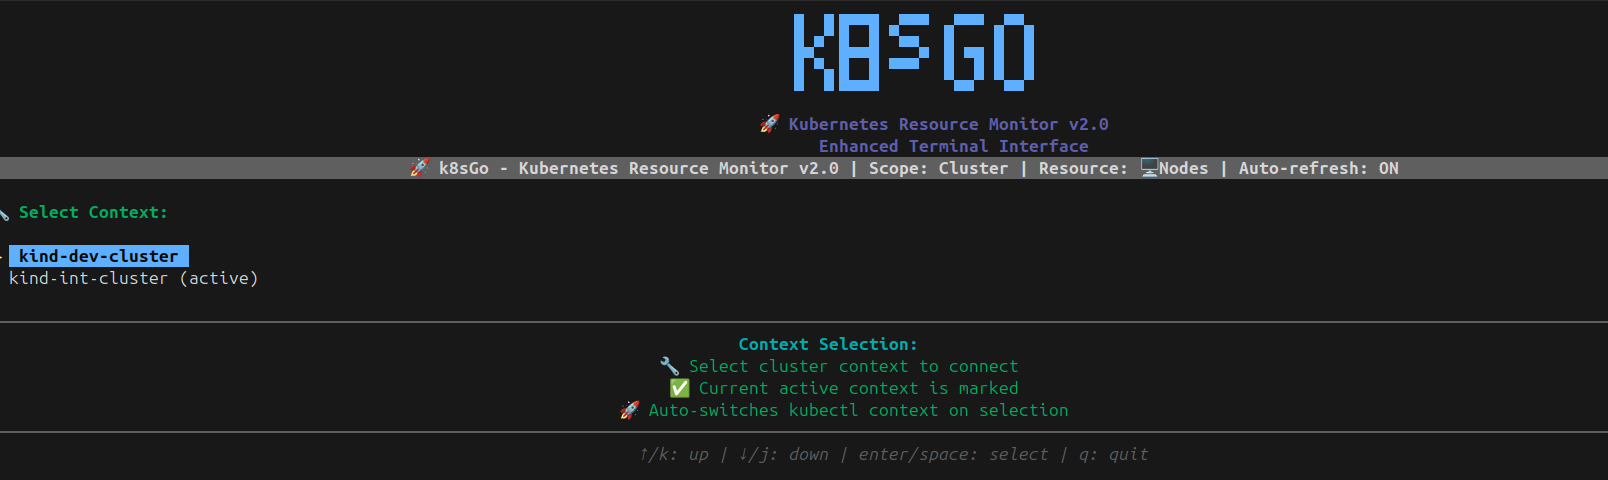 K8sGO
🚀 Kubernetes Resource Monitor v2.0
Enhanced Terminal Interface
🚀 k8sGo - Kubernetes Resource Monitor v2.0 | Scope: Cluster | Resource: 🖥️Nodes | Auto-refresh: ON
🔧 Select Context:
kind-dev-cluster
kind-int-cluster (active)
Context Selection:
🔧 Select cluster context to connect
✅ Current active context is marked
🚀 Auto-switches kubectl context on selection
↑/k: up | ↓/j: down | enter/space: select | q: quit